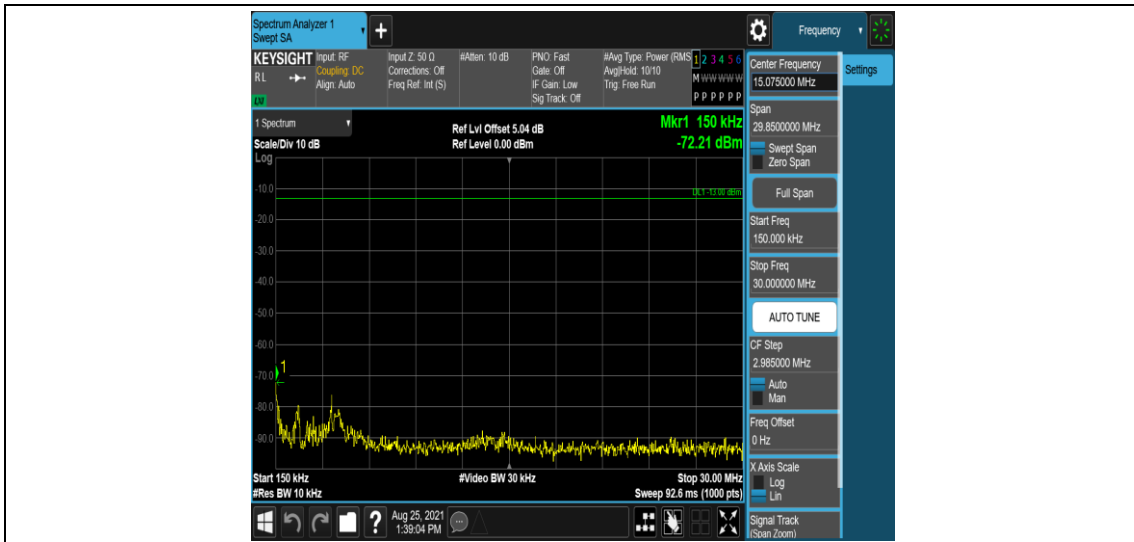 Spectrum Analyzer 1
Swept SA
+
Frequency
KEYSIGHT
RL
LXI
Input: RF
Coupling: DC
Align: Auto
Input Z: 50 Ω
Corrections: Off
Freq Ref: Int (S)
#Atten: 10 dB
PNO: Fast
Gate: Off
IF Gain: Low
Sig Track: Off
#Avg Type: Power (RMS
Avg|Hold: 10/10
Trig: Free Run
1 2 3 4 5 6
M W W W W W
P P P P P P
1 Spectrum
Scale/Div 10 dB
Ref Lvl Offset 5.04 dB
Ref Level 0.00 dBm
Mkr1 150 kHz
-72.21 dBm
Log
DL1 -13.00 dBm
-10.0
-20.0
-30.0
-40.0
-50.0
-60.0
1
-70.0
-80.0
-90.0
Start 150 kHz
#Video BW 30 kHz
Stop 30.00 MHz
#Res BW 10 kHz
Sweep 92.6 ms (1000 pts)
Aug 25, 2021
1:39:04 PM
?
Center Frequency
15.075000 MHz
Settings
Span
29.8500000 MHz
Swept Span
Zero Span
Full Span
Start Freq
150.000 kHz
Stop Freq
30.000000 MHz
AUTO TUNE
CF Step
2.985000 MHz
Auto
Man
Freq Offset
0 Hz
X Axis Scale
Log
Lin
Signal Track
(Span Zoom)